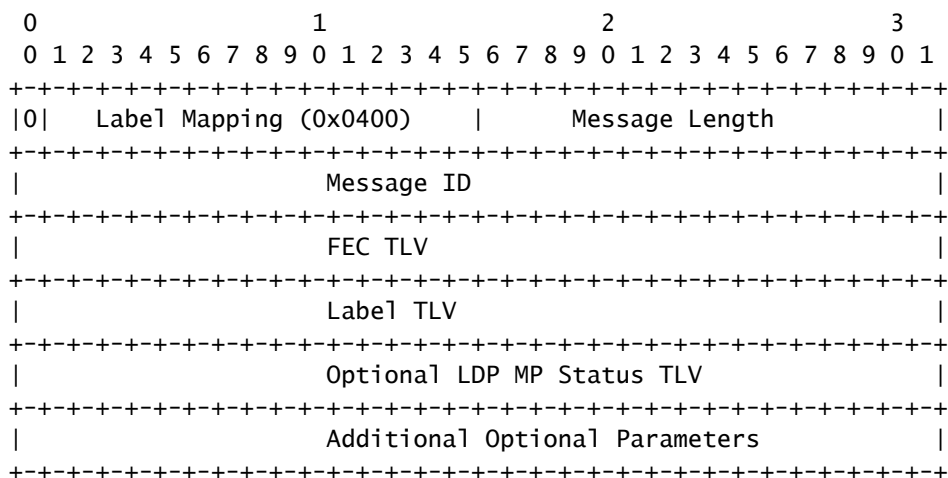 0                   1                   2                   3
 0 1 2 3 4 5 6 7 8 9 0 1 2 3 4 5 6 7 8 9 0 1 2 3 4 5 6 7 8 9 0 1
+-+-+-+-+-+-+-+-+-+-+-+-+-+-+-+-+-+-+-+-+-+-+-+-+-+-+-+-+-+-+-+-+
|0|   Label Mapping (0x0400)    |      Message Length           |
+-+-+-+-+-+-+-+-+-+-+-+-+-+-+-+-+-+-+-+-+-+-+-+-+-+-+-+-+-+-+-+-+
|                     Message ID                                |
+-+-+-+-+-+-+-+-+-+-+-+-+-+-+-+-+-+-+-+-+-+-+-+-+-+-+-+-+-+-+-+-+
|                     FEC TLV                                   |
+-+-+-+-+-+-+-+-+-+-+-+-+-+-+-+-+-+-+-+-+-+-+-+-+-+-+-+-+-+-+-+-+
|                     Label TLV                                 |
+-+-+-+-+-+-+-+-+-+-+-+-+-+-+-+-+-+-+-+-+-+-+-+-+-+-+-+-+-+-+-+-+
|                     Optional LDP MP Status TLV                |
+-+-+-+-+-+-+-+-+-+-+-+-+-+-+-+-+-+-+-+-+-+-+-+-+-+-+-+-+-+-+-+-+
|                     Additional Optional Parameters            |
+-+-+-+-+-+-+-+-+-+-+-+-+-+-+-+-+-+-+-+-+-+-+-+-+-+-+-+-+-+-+-+-+